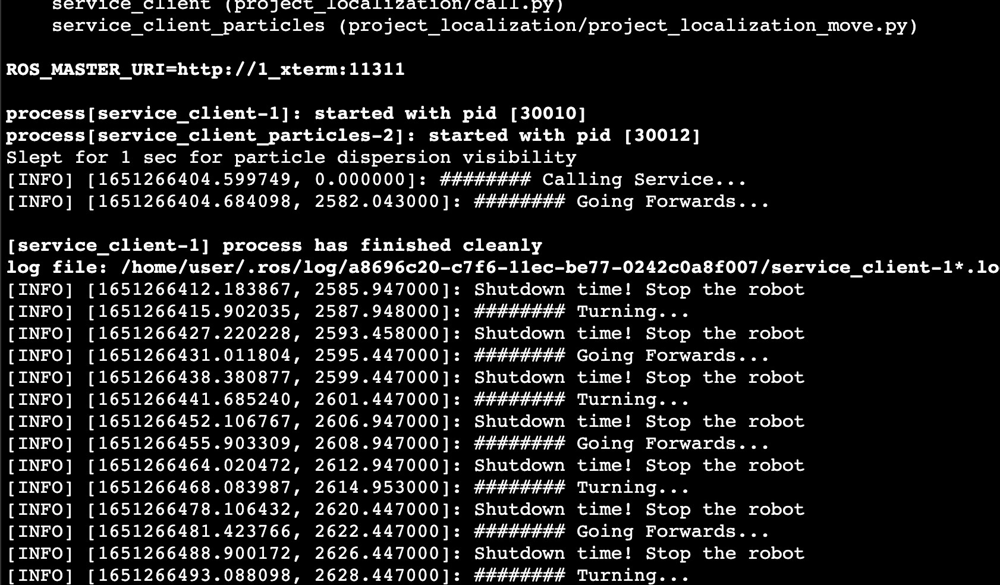 service_client (project_localization/call.py)
service_client_particles (project_localization/project_localization_move.py)
ROS_MASTER_URI=http://1_xterm:11311
process[service_client-1]: started with pid [30010]
process[service_client_particles-2]: started with pid [30012]
Slept for 1 sec for particle dispersion visibility
[INFO] [1651266404.599749, 0.000000]: ######## Calling Service...
[INFO] [1651266404.684098, 2582.043000]: ######## Going Forwards...
[service_client-1] process has finished cleanly
log file: /home/user/.ros/log/a8696c20-c7f6-11ec-be77-0242c0a8f007/service_client-1*.lo
[INFO] [1651266412.183867, 2585.947000]: Shutdown time! Stop the robot
[INFO] [1651266415.902035, 2587.948000]: ######## Turning...
[INFO] [1651266427.220228, 2593.458000]: Shutdown time! Stop the robot
[INFO] [1651266431.011804, 2595.447000]: ######## Going Forwards...
[INFO] [1651266438.380877, 2599.447000]: Shutdown time! Stop the robot
[INFO] [1651266441.685240, 2601.447000]: ######## Turning...
[INFO] [1651266452.106767, 2606.947000]: Shutdown time! Stop the robot
[INFO] [1651266455.903309, 2608.947000]: ######## Going Forwards...
[INFO] [1651266464.020472, 2612.947000]: Shutdown time! Stop the robot
[INFO] [1651266468.083987, 2614.953000]: ######## Turning...
[INFO] [1651266478.106432, 2620.447000]: Shutdown time! Stop the robot
[INFO] [1651266481.423766, 2622.447000]: ######## Going Forwards...
[INFO] [1651266488.900172, 2626.447000]: Shutdown time! Stop the robot
[INFO] [1651266493.088098, 2628.447000]: ######## Turning...